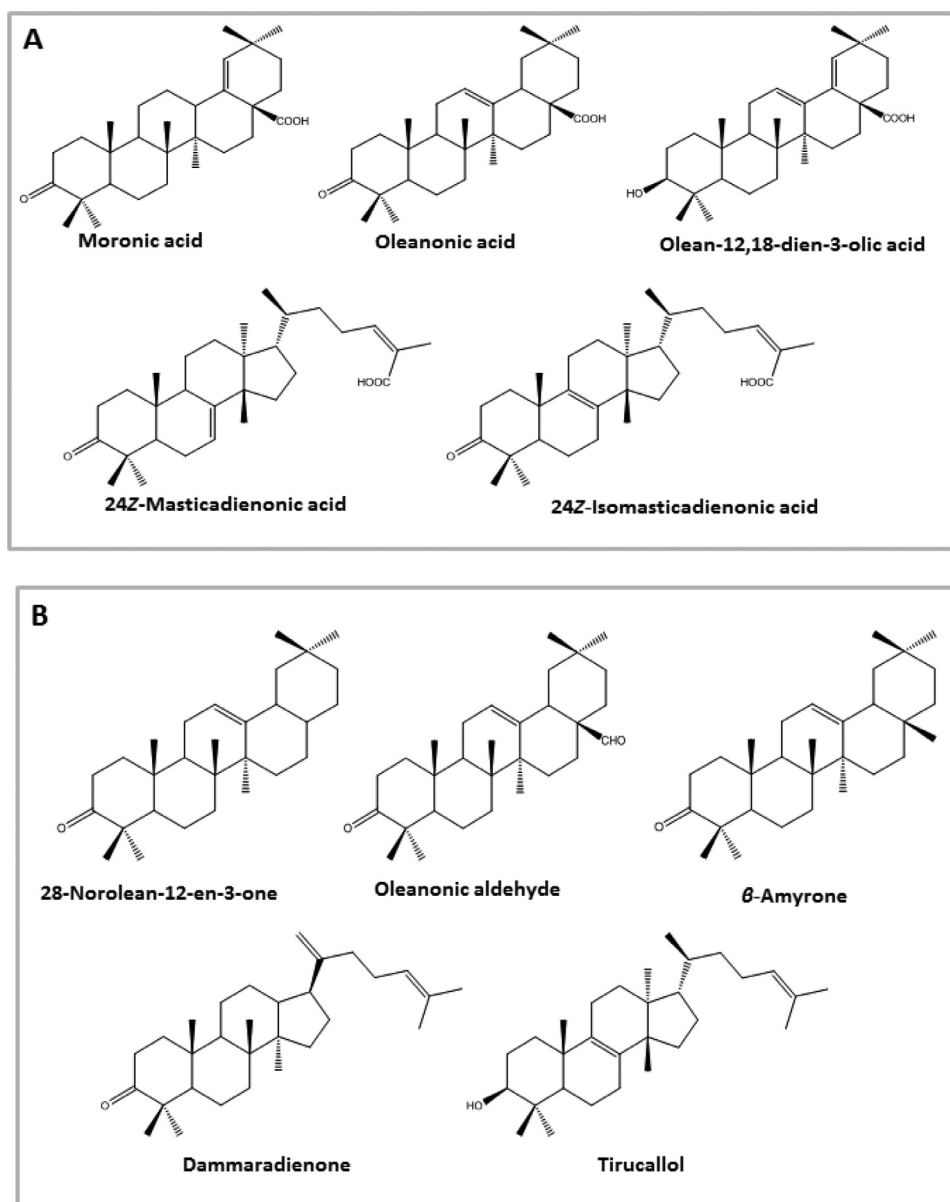 A
COOH
O
Moronic acid
COOH
O
Oleanonic acid
COOH
HO
Olean-12,18-dien-3-olic acid
HOOC
O
24Z-Masticadienonic acid
HOOC
O
24Z-Isomasticadienonic acid
B
O
28-Norolean-12-en-3-one
CHO
O
Oleanonic aldehyde
O
β-Amyrone
O
Dammaradienone
HO
Tirucallol